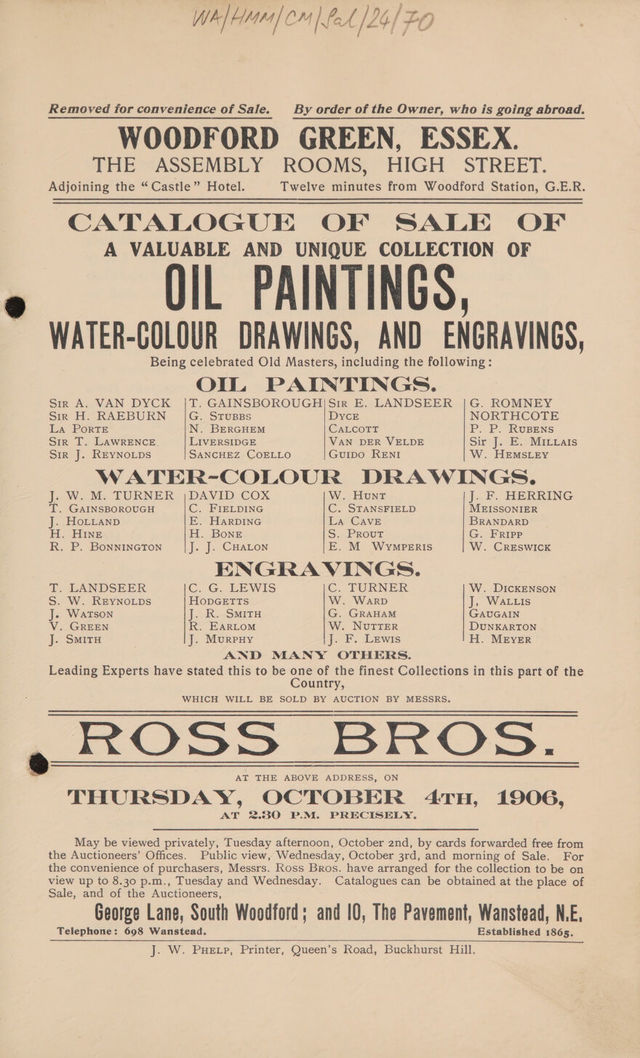 WA/HMM/CM/Sal/24/70
Removed for convenience of Sale. By order of the Owner, who is going abroad.
WOODFORD GREEN, ESSEX.
THE ASSEMBLY ROOMS, HIGH STREET.
Adjoining the "Castle" Hotel. Twelve minutes from Woodford Station, G.E.R.
CATALOGUE OF SALE OF
A VALUABLE AND UNIQUE COLLECTION OF
OIL PAINTINGS,
WATER-COLOUR DRAWINGS, AND ENGRAVINGS,
Being celebrated Old Masters, including the following:
OIL PAINTINGS.
SIR A. VAN DYCK T. GAINSBOROUGH SIR E. LANDSEER G. ROMNEY
SIR H. RAEBURN G. STUBBS DYCE NORTHCOTE
LA PORTE N. BERGHEM CALCOTT P. P. RUBENS
SIR T. LAWRENCE LIVERSIDGE VAN DER VELDE Sir J. E. MILLAIS
SIR J. REYNOLDS SANCHEZ COELLO GUIDO RENI W. HEMSLEY
WATER-COLOUR DRAWINGS.
J. W. M. TURNER DAVID COX W. HUNT J. F. HERRING
T. GAINSBOROUGH C. FIELDING C. STANSFIELD MEISSONIER
J. HOLLAND E. HARDING LA CAVE BRANDARD
H. HINE H. BONE S. PROUT G. FRIPP
R. P. BONNINGTON J. J. CHALON E. M WYMPERIS W. CRESWICK
ENGRAVINGS.
T. LANDSEER C. G. LEWIS C. TURNER W. DICKENSON
S. W. REYNOLDS HODGETTS W. WARD J, WALLIS
J. WATSON J. R. SMITH G. GRAHAM GAUGAIN
V. GREEN R. EARLOM W. NUTTER DUNKARTON
J. SMITH J. MURPHY J. F. LEWIS H. MEYER
AND MANY OTHERS.
Leading Experts have stated this to be one of the finest Collections in this part of the
Country,
WHICH WILL BE SOLD BY AUCTION BY MESSRS.
ROSS BROS.
AT THE ABOVE ADDRESS, ON
THURSDAY, OCTOBER 4TH, 1906,
AT 2.30 P.M. PRECISELY.
May be viewed privately, Tuesday afternoon, October 2nd, by cards forwarded free from
the Auctioneers' Offices. Public view, Wednesday, October 3rd, and morning of Sale. For
the convenience of purchasers, Messrs. Ross Bros. have arranged for the collection to be on
view up to 8.30 p.m., Tuesday and Wednesday. Catalogues can be obtained at the place of
Sale, and of the Auctioneers,
George Lane, South Woodford; and 10, The Pavement, Wanstead, N.E.
Telephone: 698 Wanstead. Established 1865.
J. W. PHELP, Printer, Queen's Road, Buckhurst Hill.